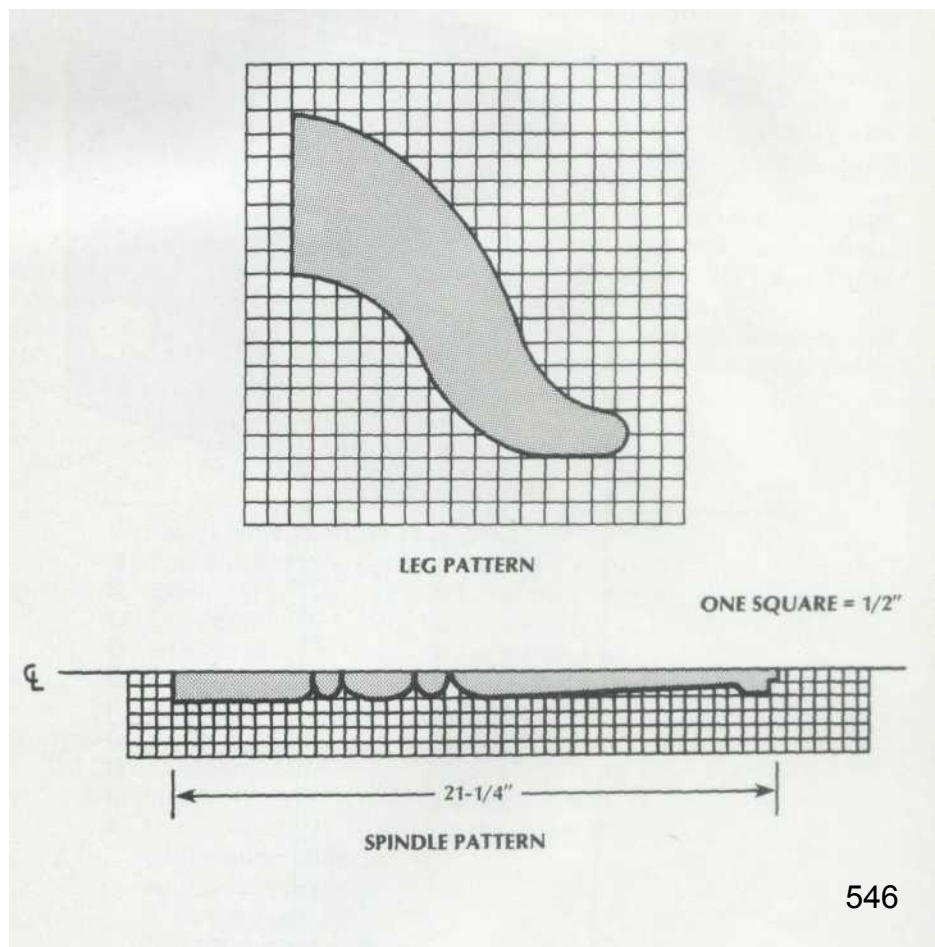 LEG PATTERN
ONE SQUARE = 1/2"
℄
21-1/4"
SPINDLE PATTERN
546